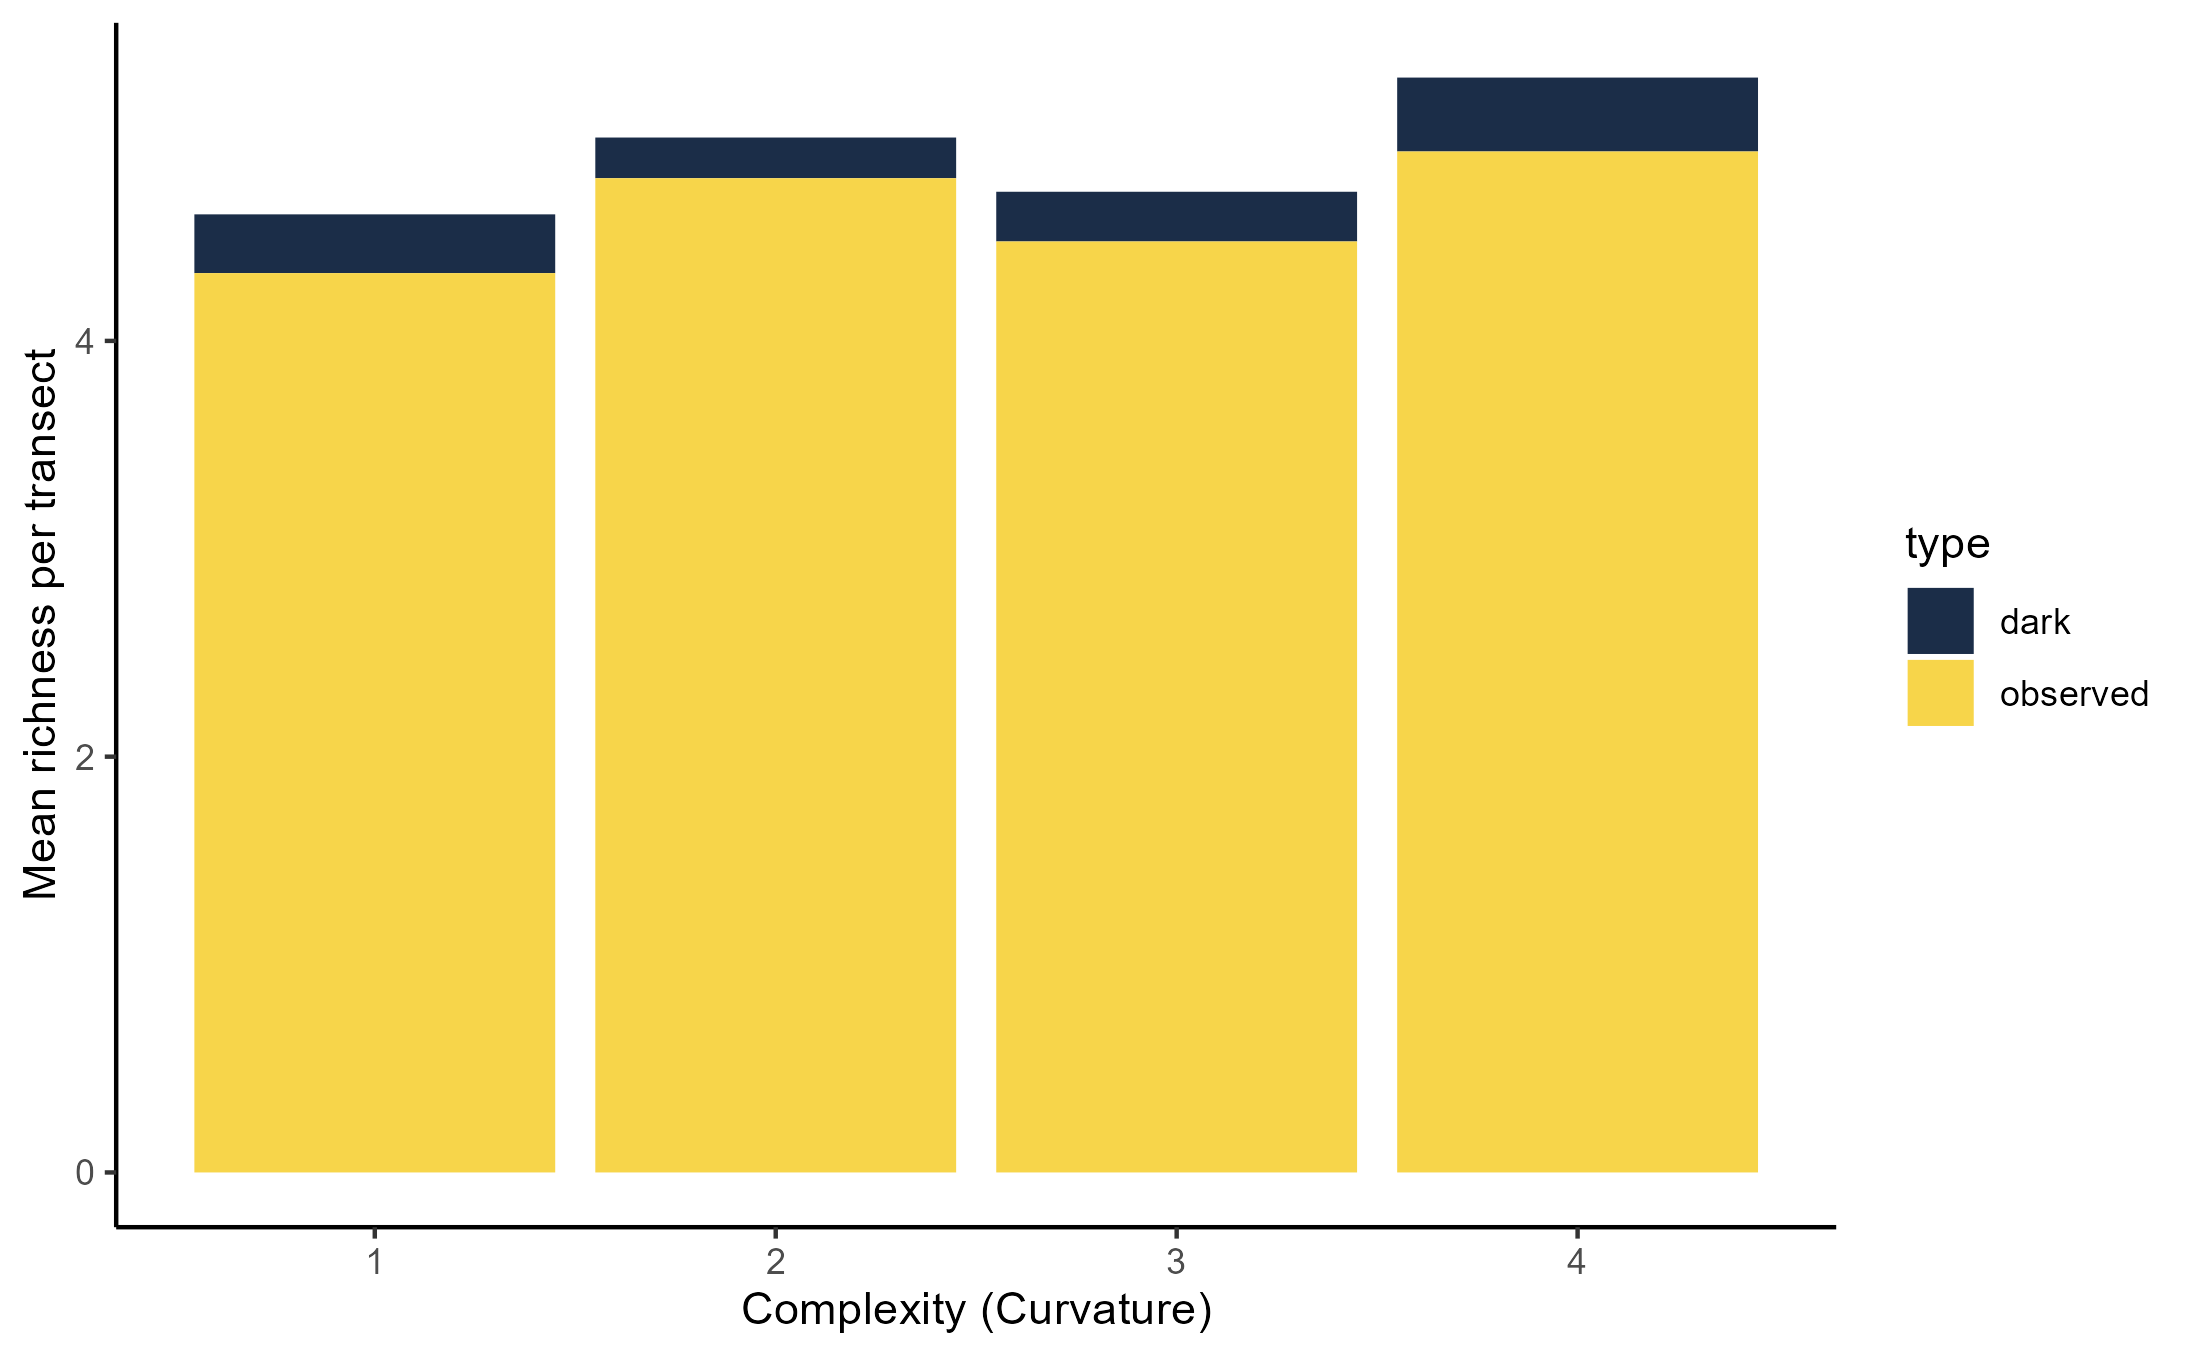 Mean richness per transect
4
2
0
1 2 3 4
Complexity (Curvature)
type
dark
observed